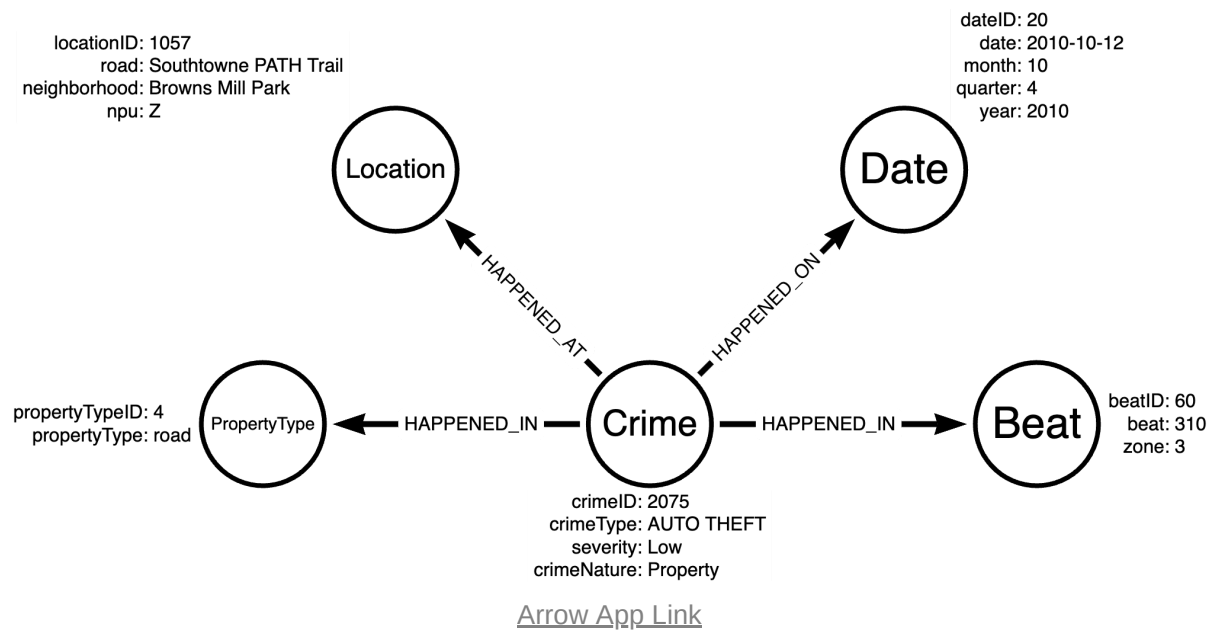 dateID: 20
date: 2010-10-12
month: 10
quarter: 4
year: 2010
locationID: 1057
road: Southtowne PATH Trail
neighborhood: Browns Mill Park
npu: Z
Location
Date
HAPPENED_AT
HAPPENED_ON
propertyTypeID: 4
propertyType: road
PropertyType
HAPPENED_IN
Crime
HAPPENED_IN
Beat
beatID: 60
beat: 310
zone: 3
crimeID: 2075
crimeType: AUTO THEFT
severity: Low
crimeNature: Property
Arrow App Link